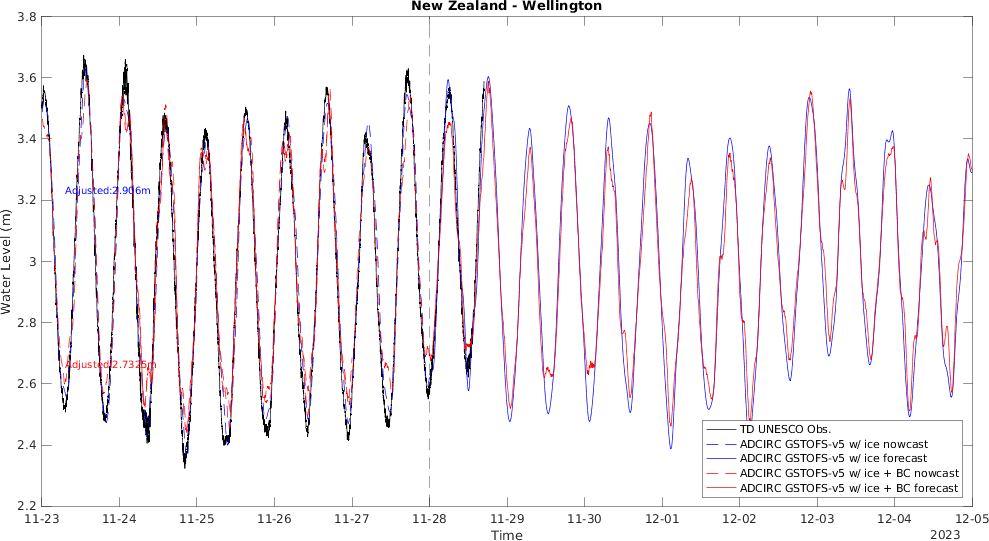 New Zealand - Wellington
Water Level (m)
3.8
3.6
3.4
3.2
3
2.8
2.6
2.4
2.2
Adjusted:2.906m
Adjusted:2.7325m
TD UNESCO Obs.
ADCIRC GSTOFS-v5 w/ ice nowcast
ADCIRC GSTOFS-v5 w/ ice forecast
ADCIRC GSTOFS-v5 w/ ice + BC nowcast
ADCIRC GSTOFS-v5 w/ ice + BC forecast
11-23 11-24 11-25 11-26 11-27 11-28 11-29 11-30 12-01 12-02 12-03 12-04 12-05
Time
2023